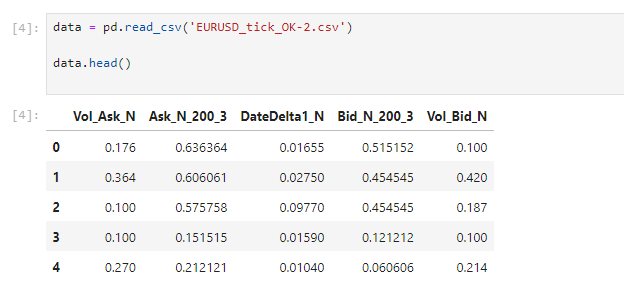 [4]: data = pd.read_csv('EURUSD_tick_OK-2.csv')
data.head()
[4]: Vol_Ask_N Ask_N_200_3 DateDelta1_N Bid_N_200_3 Vol_Bid_N
0 0.176 0.636364 0.01655 0.515152 0.100
1 0.364 0.606061 0.02750 0.454545 0.420
2 0.100 0.575758 0.09770 0.454545 0.187
3 0.100 0.151515 0.01590 0.121212 0.100
4 0.270 0.212121 0.01040 0.060606 0.214